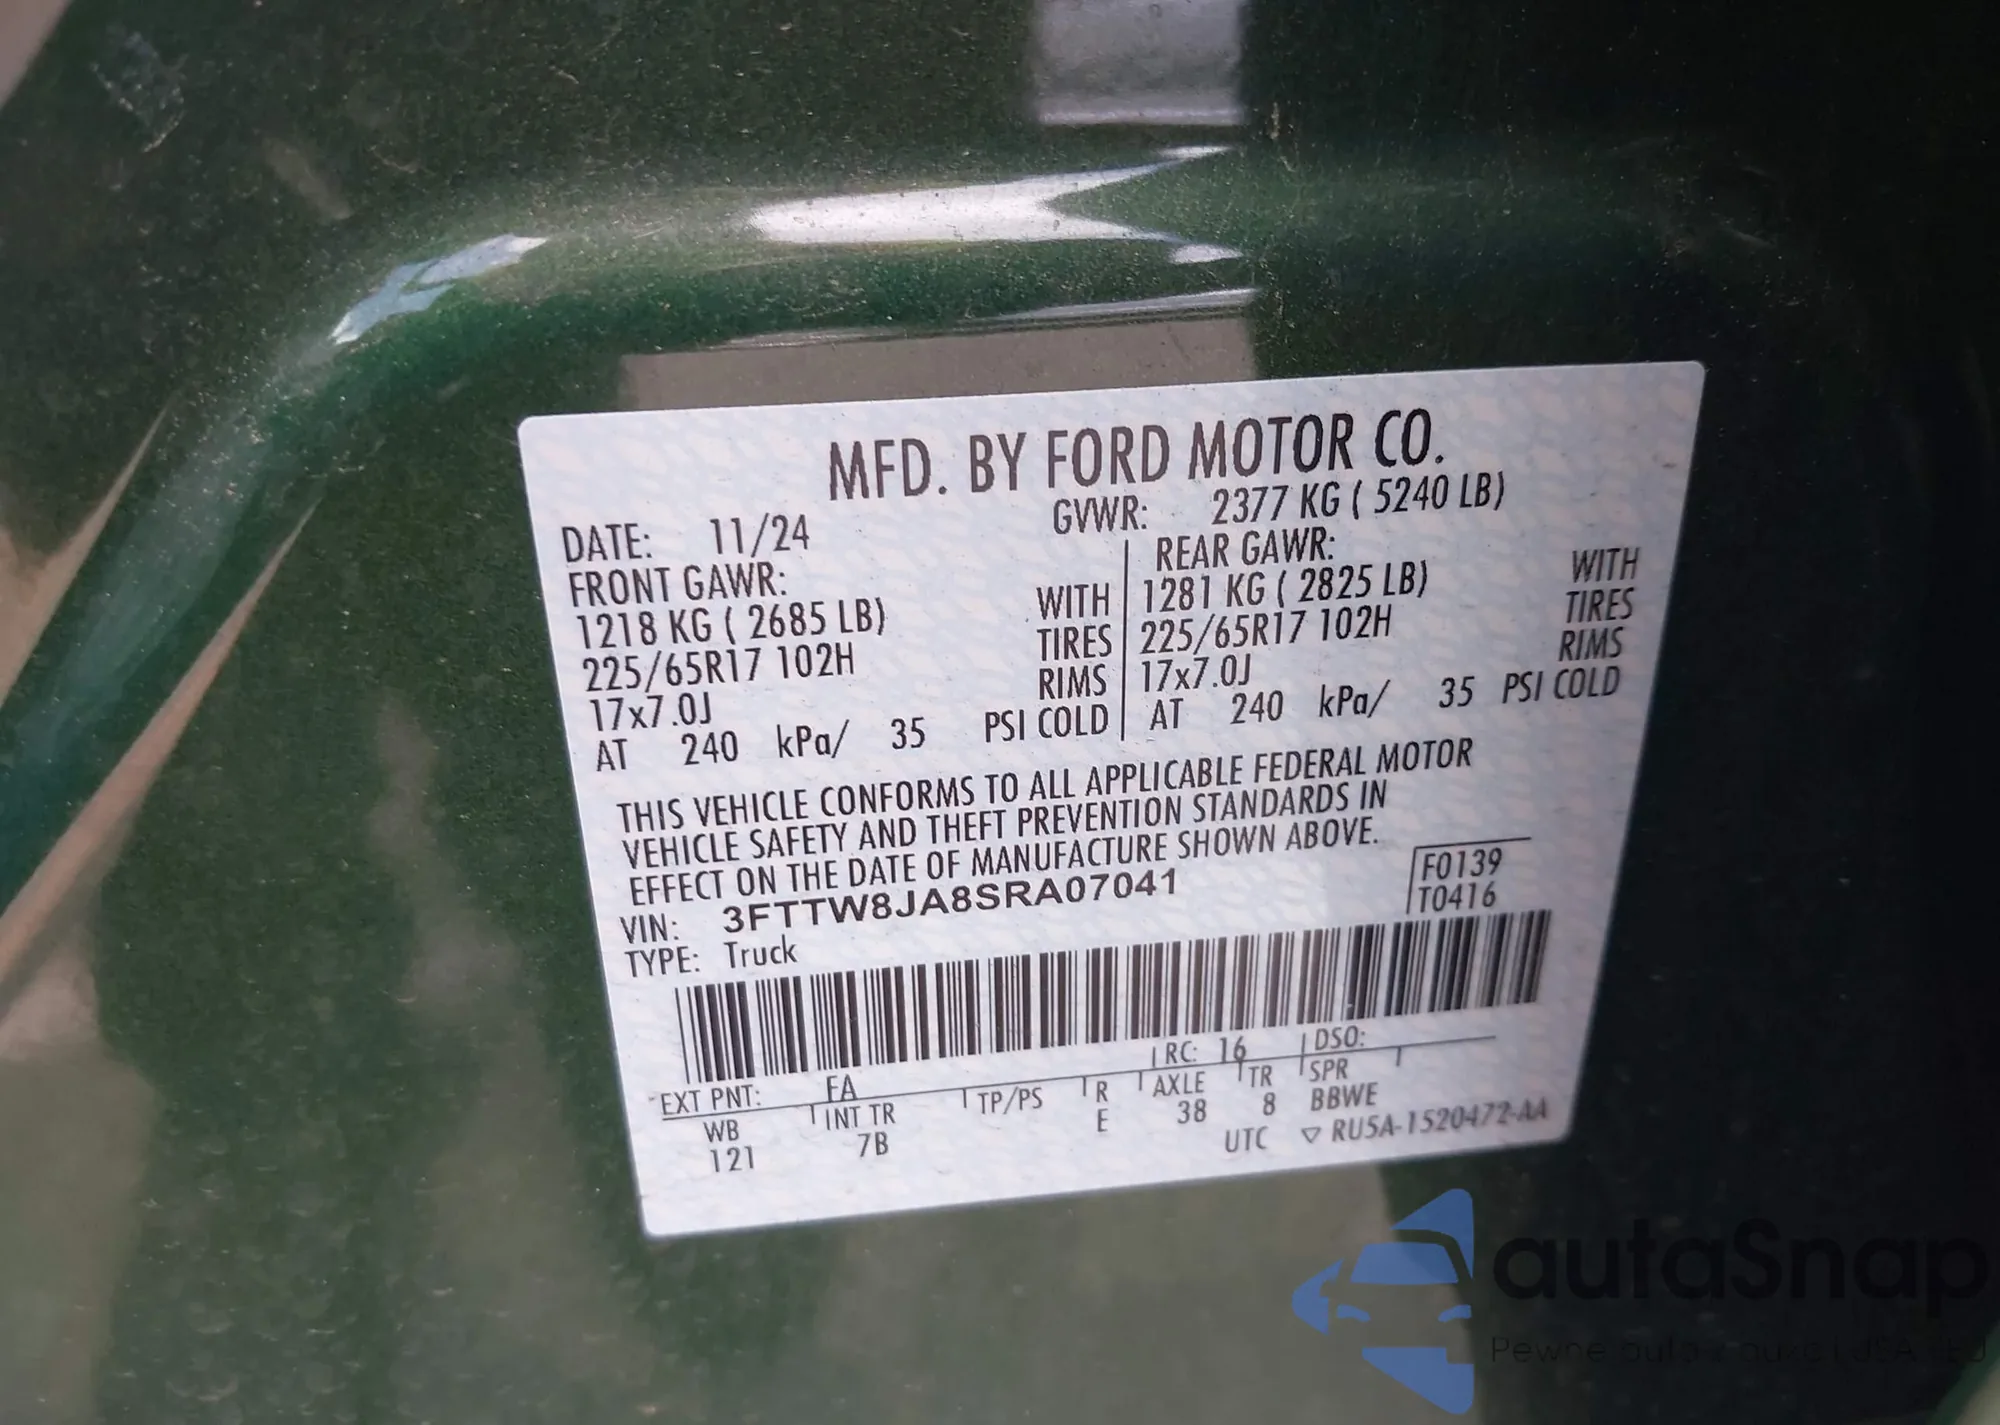 MFD. BY FORD MOTOR CO.
DATE: 11/24 GVWR: 2377 KG ( 5240 LB)
FRONT GAWR: REAR GAWR:
1218 KG ( 2685 LB) WITH 1281 KG ( 2825 LB) WITH
225/65R17 102H TIRES 225/65R17 102H TIRES
17x7.0J RIMS 17x7.0J RIMS
AT 240 kPa/ 35 PSI COLD AT 240 kPa/ 35 PSI COLD
THIS VEHICLE CONFORMS TO ALL APPLICABLE FEDERAL MOTOR
VEHICLE SAFETY AND THEFT PREVENTION STANDARDS IN
EFFECT ON THE DATE OF MANUFACTURE SHOWN ABOVE.
VIN: 3FTTW8JA8SRA07041 F0139
TYPE: Truck T0416
EXT PNT: FA RC: 16 DSO:
WB INT TR TP/PS R AXLE TR SPR
121 7B E 38 8 BBWE
UTC ▽ RU5A-1520472-AA
autoSnap
Pewne auta